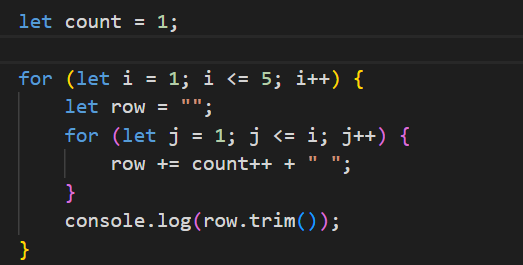 let count = 1;
for (let i = 1; i <= 5; i++) {
    let row = "";
    for (let j = 1; j <= i; j++) {
        row += count++ + " ";
    }
    console.log(row.trim());
}